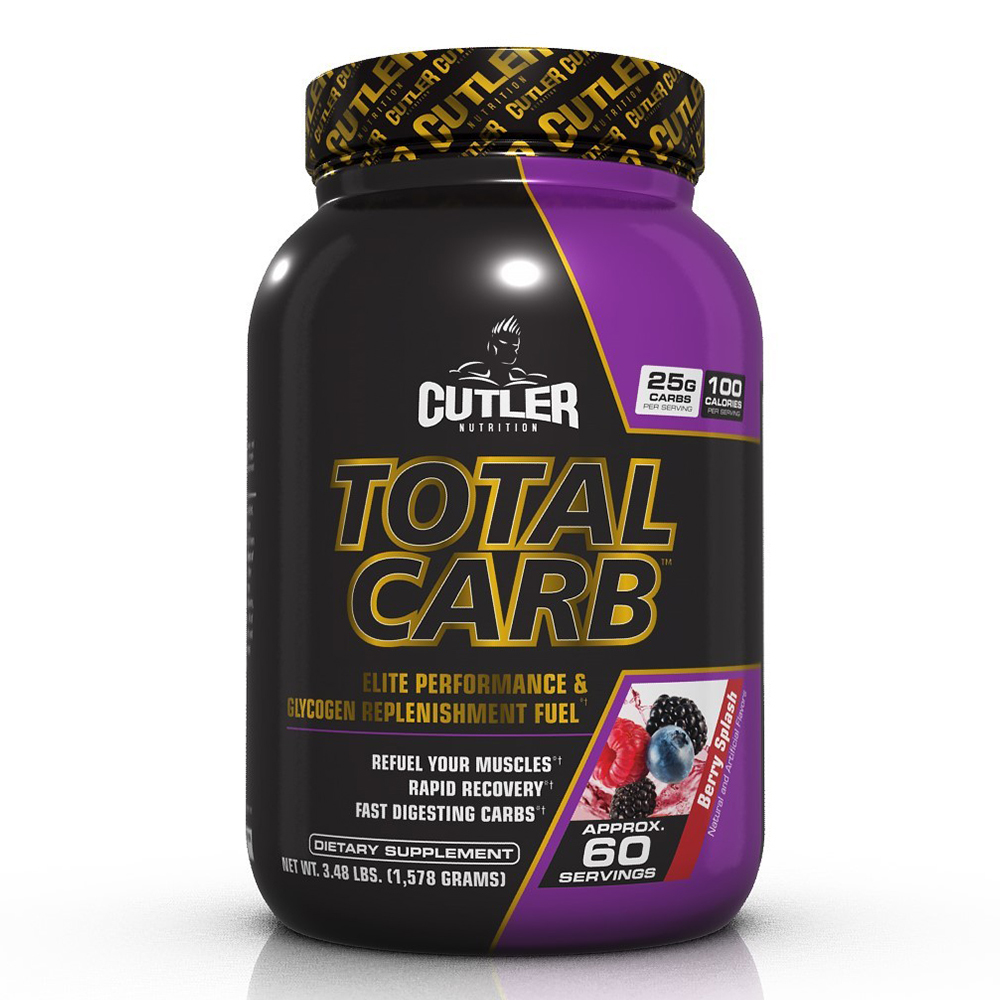 CUTLER
NUTRITION
25G
CARBS
PER SERVING
100
CALORIES
PER SERVING
CUTLER
NUTRITION
TOTAL
CARB™
ELITE PERFORMANCE &
GLYCOGEN REPLENISHMENT FUEL*†
REFUEL YOUR MUSCLES*†
RAPID RECOVERY*†
FAST DIGESTING CARBS*†
DIETARY SUPPLEMENT
NET WT. 3.48 LBS. (1,578 GRAMS)
Berry Splash
Natural and Artificial Flavors
APPROX.
60
SERVINGS